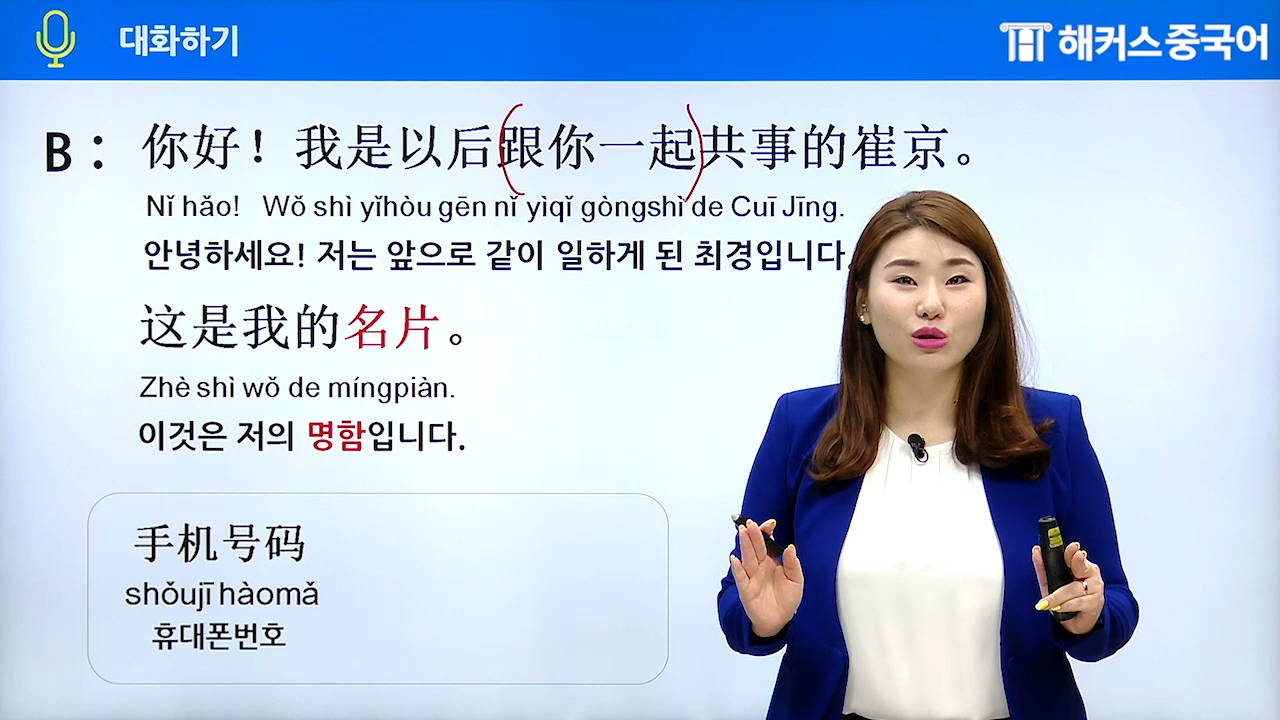 대화하기
해커스중국어
B : 你好！我是以后跟你一起共事的崔京。
Nǐ hǎo! Wǒ shì yǐhòu gēn nǐ yìqǐ gòngshì de Cuī Jīng.
안녕하세요! 저는 앞으로 같이 일하게 된 최경입니다.
这是我的名片。
Zhè shì wǒ de míngpiàn.
이것은 저의 명함입니다.
手机号码
shǒujī hàomǎ
휴대폰번호